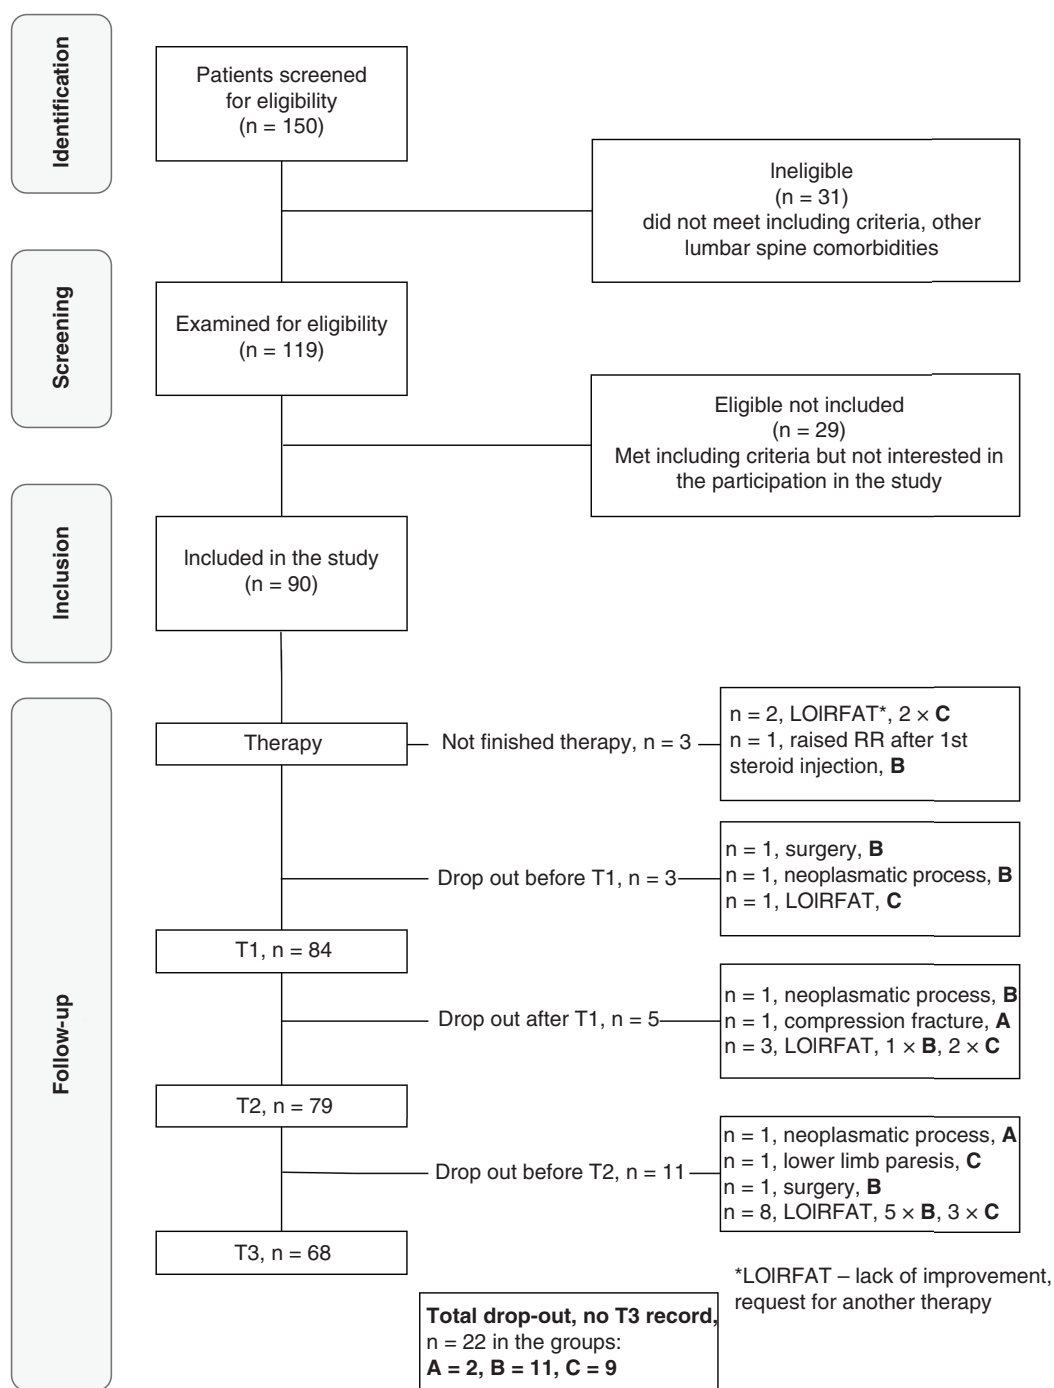 Identification
Patients screened
for eligibility
(n = 150)
Ineligible
(n = 31)
did not meet including criteria, other
lumbar spine comorbidities
Screening
Examined for eligibility
(n = 119)
Eligible not included
(n = 29)
Met including criteria but not interested in
the participation in the study
Inclusion
Included in the study
(n = 90)
Follow-up
Therapy
Not finished therapy, n = 3
n = 2, LOIRFAT*, 2 × C
n = 1, raised RR after 1st
steroid injection, B
Drop out before T1, n = 3
n = 1, surgery, B
n = 1, neoplasmatic process, B
n = 1, LOIRFAT, C
T1, n = 84
Drop out after T1, n = 5
n = 1, neoplasmatic process, B
n = 1, compression fracture, A
n = 3, LOIRFAT, 1 × B, 2 × C
T2, n = 79
Drop out before T2, n = 11
n = 1, neoplasmatic process, A
n = 1, lower limb paresis, C
n = 1, surgery, B
n = 8, LOIRFAT, 5 × B, 3 × C
T3, n = 68
*LOIRFAT – lack of improvement,
request for another therapy
Total drop-out, no T3 record,
n = 22 in the groups:
A = 2, B = 11, C = 9